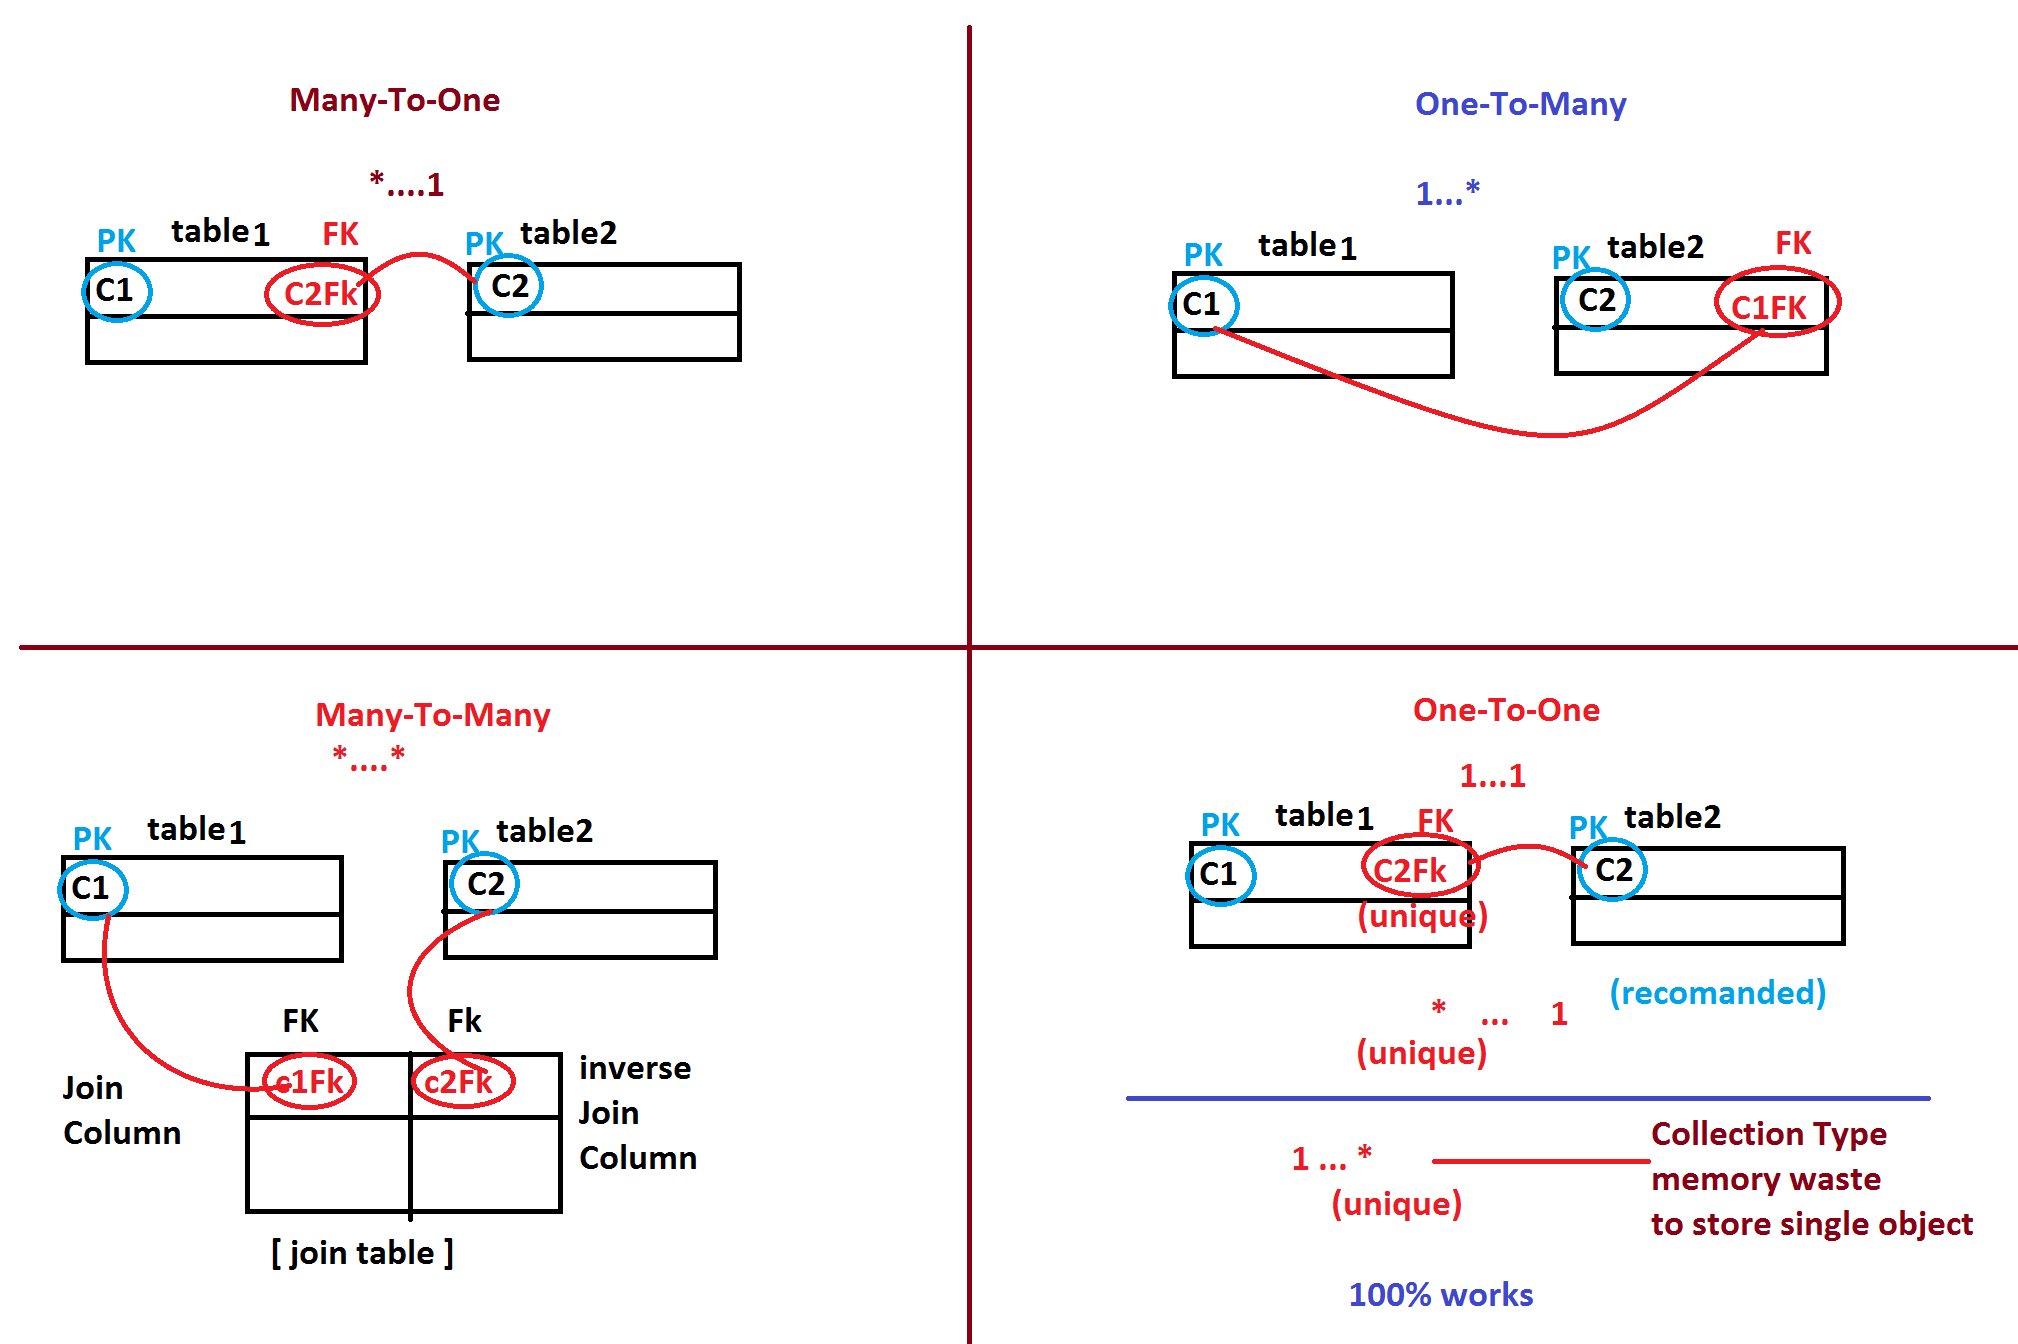 Many-To-One
*....1
PK table1 FK
PK table2
C1 C2Fk
C2
One-To-Many
1...*
PK table1
PK table2 FK
C1
C2 C1FK
Many-To-Many
*....*
PK table1
PK table2
C1
C2
FK Fk
Join
Column
c1Fk c2Fk
inverse
Join
Column
[ join table ]
One-To-One
1...1
PK table1 FK
PK table2
C1 C2Fk
(unique)
C2
(recomanded)
* ... 1
(unique)
1 ... *
(unique)
Collection Type
memory waste
to store single object
100% works